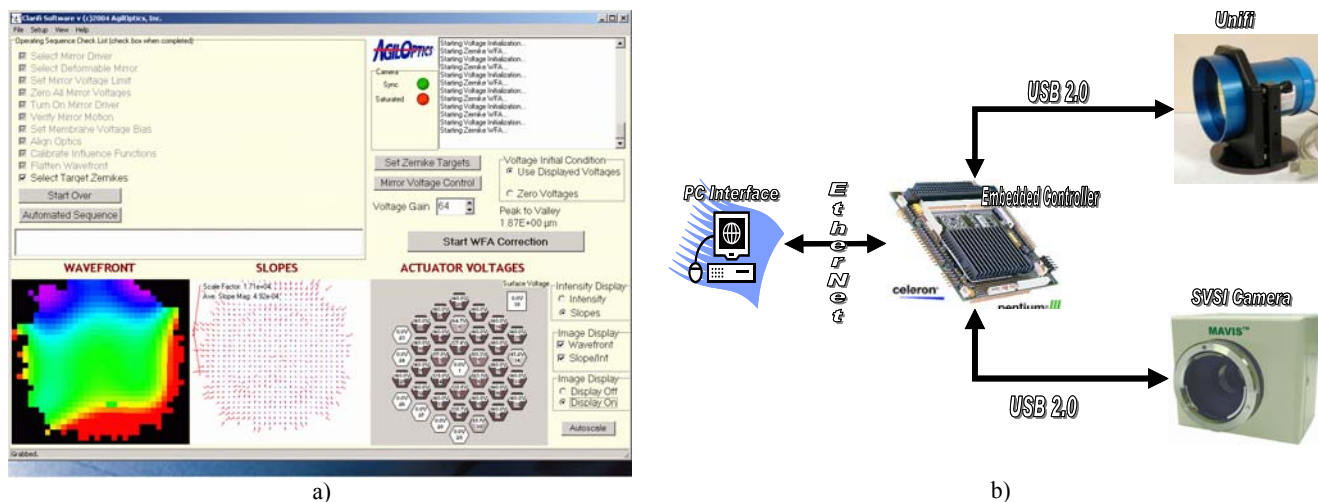 Clarifi Software v (c)2004 AgilOptics, Inc.
File Setup View Help
Operating Sequence Check List (check box when completed)
Select Mirror Driver
Select Deformable Mirror
Set Mirror Voltage Limit
Zero All Mirror Voltages
Turn On Mirror Driver
Verify Mirror Motion
Set Membrane Voltage Bias
Align Optics
Calibrate Influence Functions
Flatten Wavefront
Select Target Zernikes
Start Over
Automated Sequence
AGILOPTICS
Camera
Sync
Saturated
Starting Voltage Initialization...
Starting Zernike WFA...
Starting Voltage Initialization...
Starting Zernike WFA...
Starting Voltage Initialization...
Starting Zernike WFA...
Starting Voltage Initialization...
Starting Zernike WFA...
Starting Voltage Initialization...
Starting Zernike WFA...
Starting Voltage Initialization...
Starting Zernike WFA...
Set Zernike Targets
Mirror Voltage Control
Voltage Gain 64
Voltage Initial Condition
Use Displayed Voltages
Zero Voltages
Peak to Valley
1.87E+00 µm
Start WFA Correction
WAVEFRONT
SLOPES
ACTUATOR VOLTAGES
Scale Factor: 1.71e+04
Ave. Slope Mag: 4.92e-04
Surface Voltage
0.0V
Intensity Display
Intensity
Slopes
Image Display
Wavefront
Slope/Int
Image Display
Display Off
Display On
Autoscale
Grabbed.
a)
Unifi
USB 2.0
PC Interface
EtherNet
Embedded Controller
celeron
pentium III
SVSI Camera
MAVIS™
USB 2.0
b)